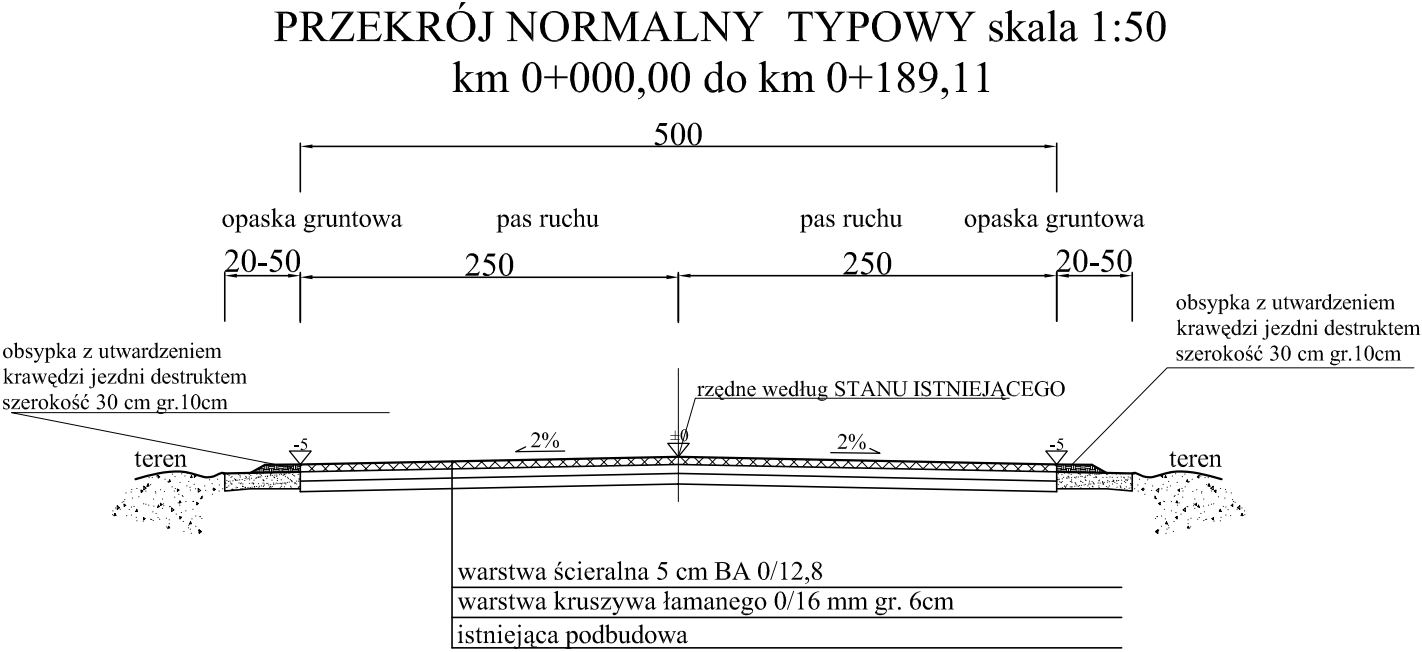 PRZEKRÓJ NORMALNY TYPOWY skala 1:50
km 0+000,00 do km 0+189,11
500
opaska gruntowa
pas ruchu
pas ruchu
opaska gruntowa
20-50
250
250
20-50
obsypka z utwardzeniem
krawędzi jezdni destruktem
szerokość 30 cm gr.10cm
obsypka z utwardzeniem
krawędzi jezdni destruktem
szerokość 30 cm gr.10cm
rzędne według STANU ISTNIEJĄCEGO
-5
2%
±0
2%
-5
teren
teren
warstwa ścieralna 5 cm BA 0/12,8
warstwa kruszywa łamanego 0/16 mm gr. 6cm
istniejąca podbudowa